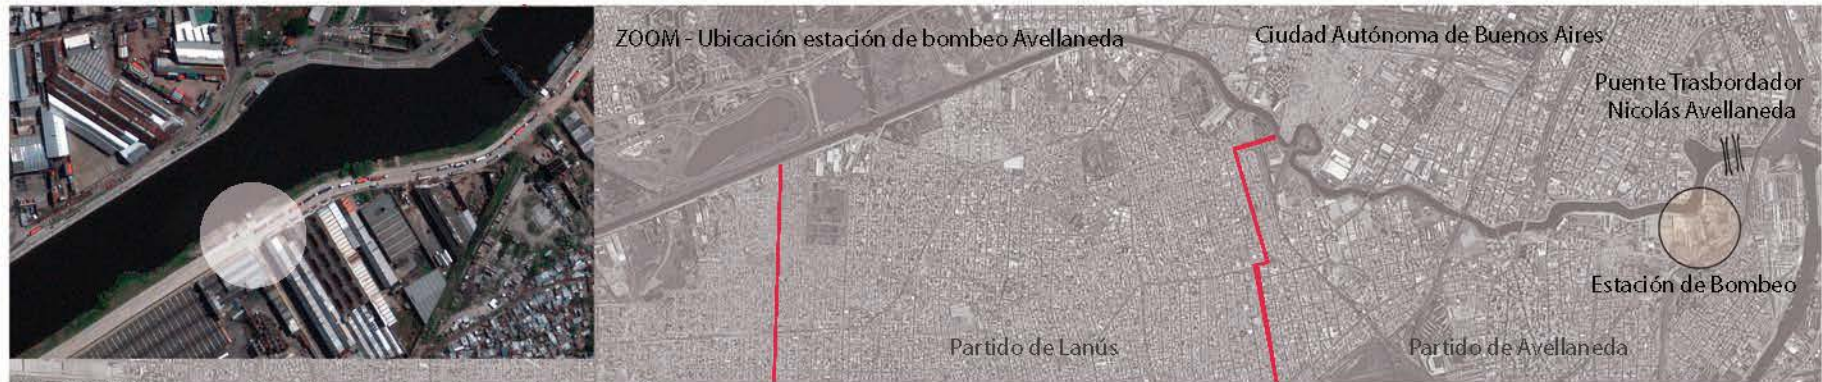 ZOOM - Ubicación estación de bombeo Avellaneda
Ciudad Autónoma de Buenos Aires
Puente Trasbordador
Nicolás Avellaneda
Estación de Bombeo
Partido de Lanús
Partido de Avellaneda